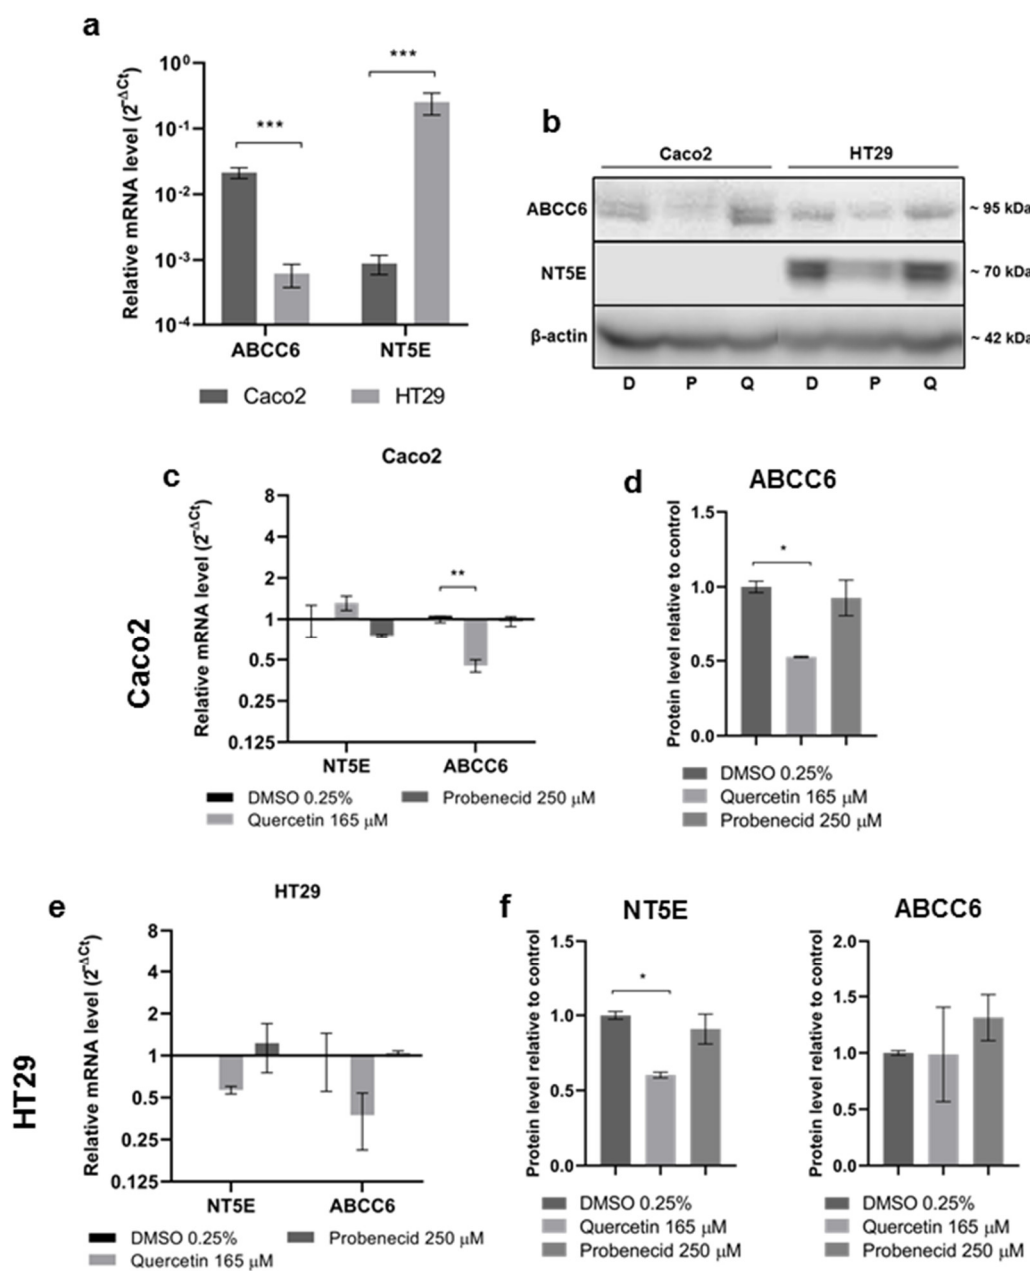 a
Relative mRNA level (2-ΔCt)
10⁰
10⁻¹
10⁻²
10⁻³
10⁻⁴
***
***
ABCC6
NT5E
Caco2
HT29
b
Caco2
HT29
ABCC6
~ 95 kDa
NT5E
~ 70 kDa
β-actin
~ 42 kDa
D P Q D P Q
c
Caco2
Caco2
Relative mRNA level (2-ΔCt)
8
4
2
1
0.5
0.25
0.125
**
NT5E
ABCC6
DMSO 0.25%
Probenecid 250 μM
Quercetin 165 μM
d
ABCC6
Protein level relative to control
1.5
1.0
0.5
0.0
*
DMSO 0.25%
Quercetin 165 μM
Probenecid 250 μM
e
HT29
HT29
Relative mRNA level (2-ΔCt)
8
4
2
1
0.5
0.25
0.125
NT5E
ABCC6
DMSO 0.25%
Probenecid 250 μM
Quercetin 165 μM
f
NT5E
Protein level relative to control
1.5
1.0
0.5
0.0
*
DMSO 0.25%
Quercetin 165 μM
Probenecid 250 μM
ABCC6
Protein level relative to control
2.0
1.5
1.0
0.5
0.0
DMSO 0.25%
Quercetin 165 μM
Probenecid 250 μM